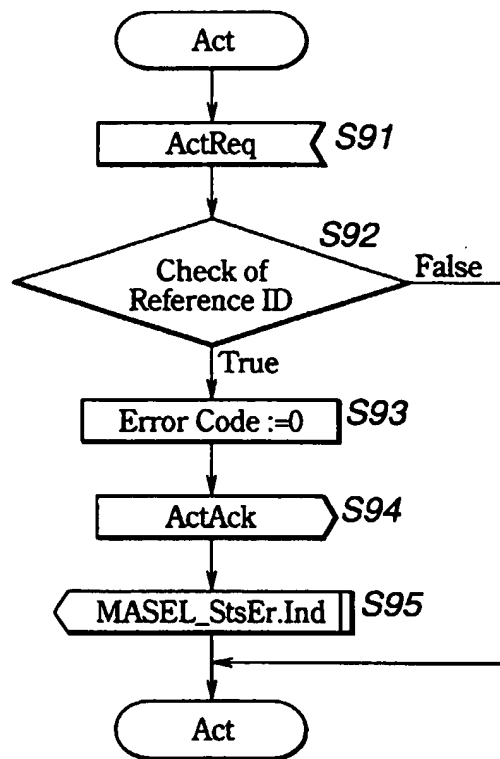 Act
ActReq
S91
S92
Check of
Reference ID
False
True
Error Code :=0
S93
ActAck
S94
MASEL_StsEr.Ind
S95
Act